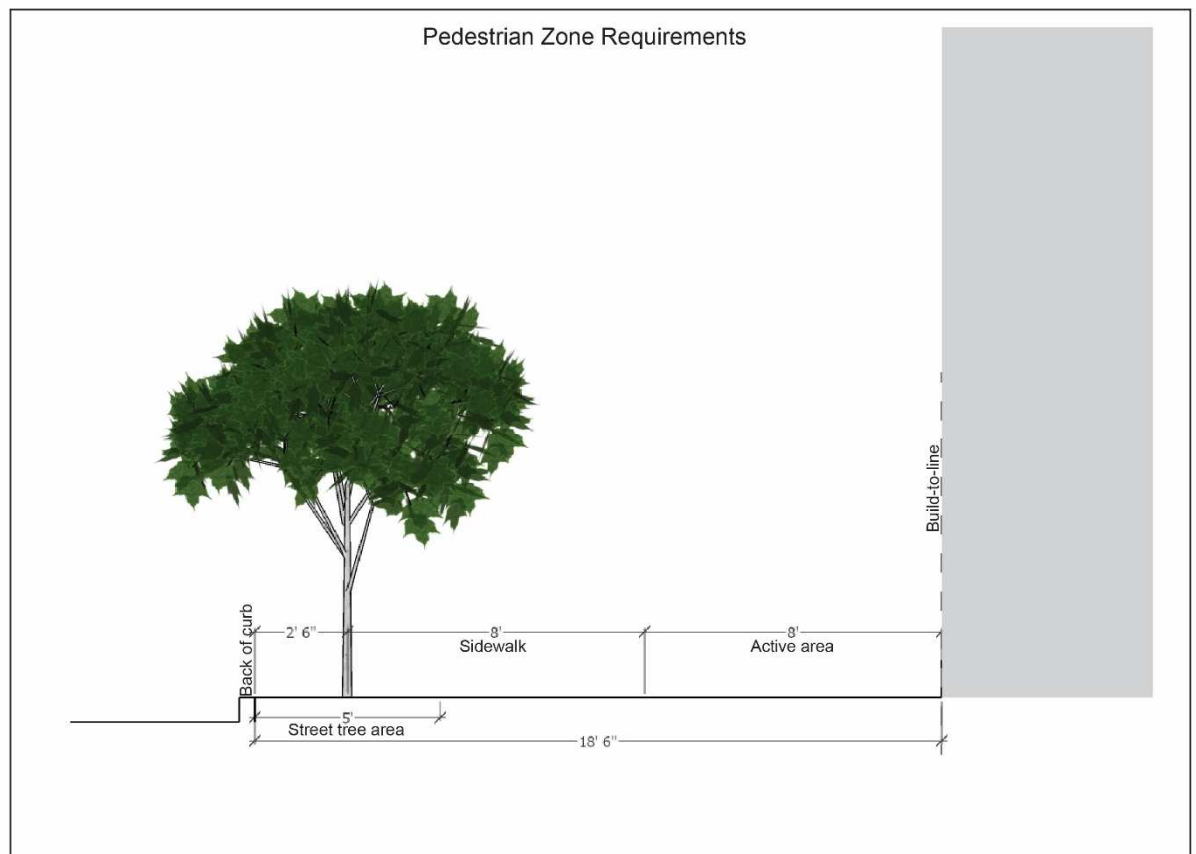 Pedestrian Zone Requirements
Build-to-line
Back of curb
2' 6"
8'
8'
Sidewalk
Active area
5'
Street tree area
18' 6"